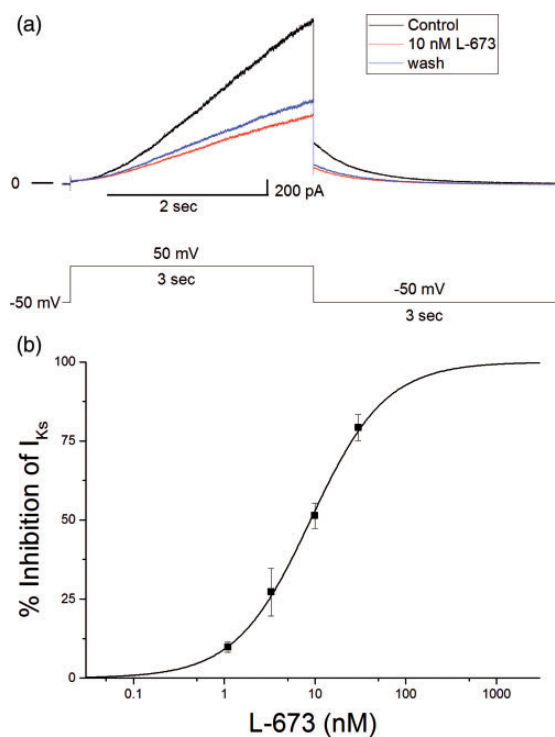 (a)
Control
10 nM L-673
wash
0
200 pA
2 sec
50 mV
3 sec
-50 mV
-50 mV
3 sec
(b)
100
75
50
25
0
% Inhibition of IKs
0.1 1 10 100 1000
L-673 (nM)